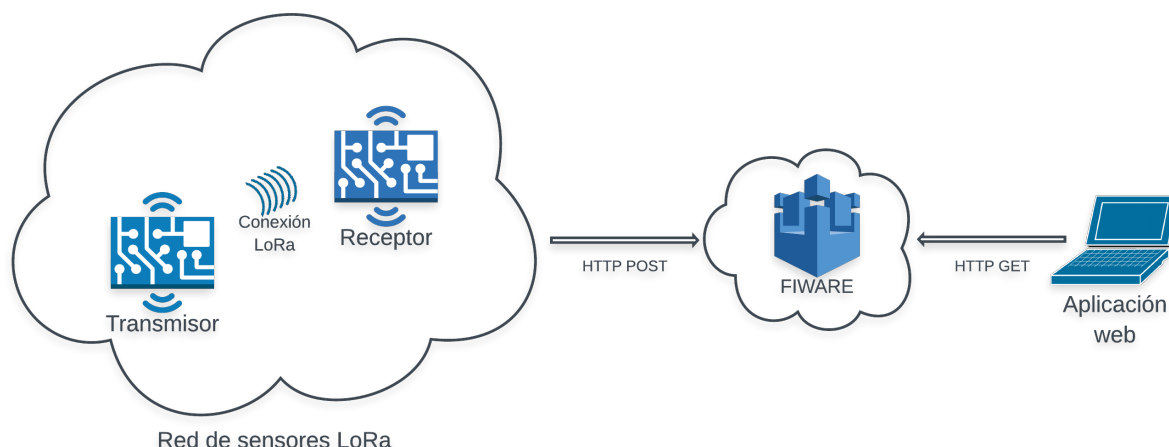 Conexión
LoRa
Receptor
Transmisor
Red de sensores LoRa
HTTP POST
FIWARE
HTTP GET
Aplicación
web